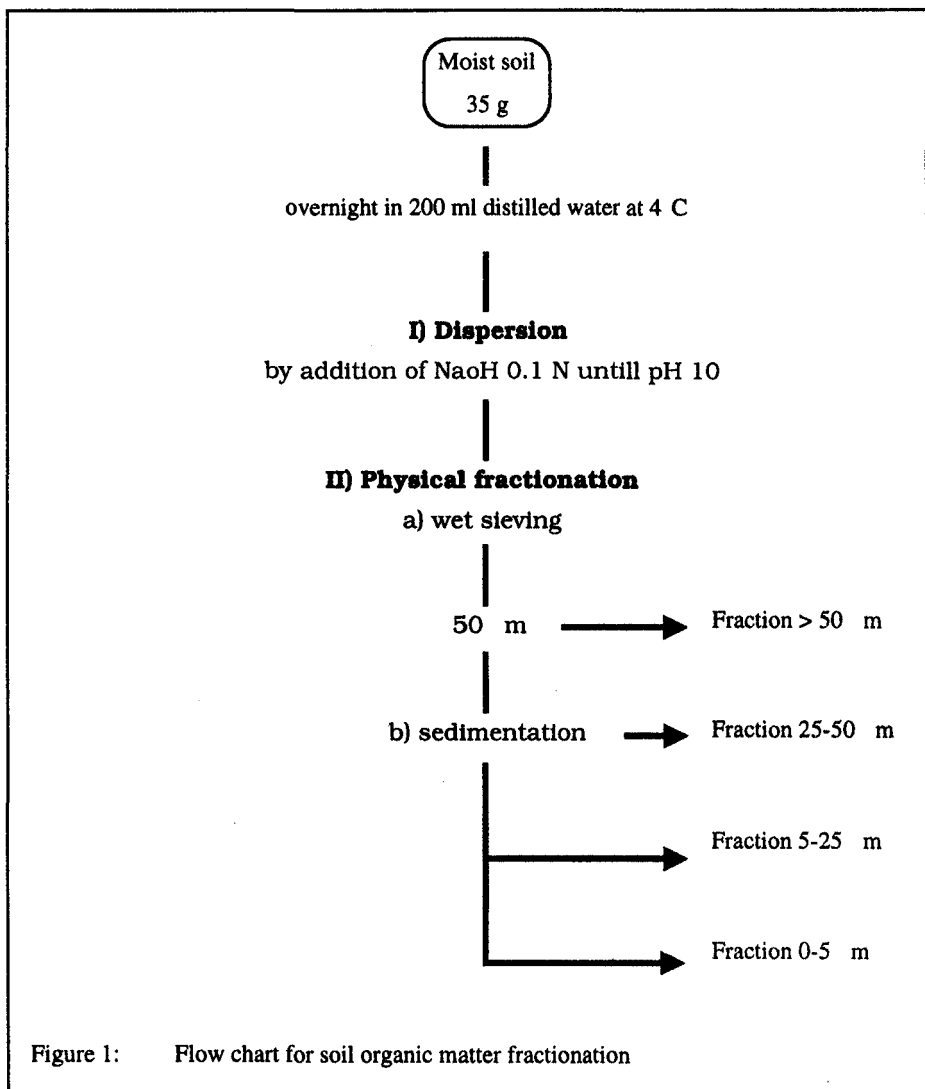 Moist soil
35 g
overnight in 200 ml distilled water at 4 C
I) Dispersion
by addition of NaoH 0.1 N untill pH 10
II) Physical fractionation
a) wet sieving
50 m
Fraction > 50 m
b) sedimentation
Fraction 25-50 m
Fraction 5-25 m
Fraction 0-5 m
Figure 1: Flow chart for soil organic matter fractionation